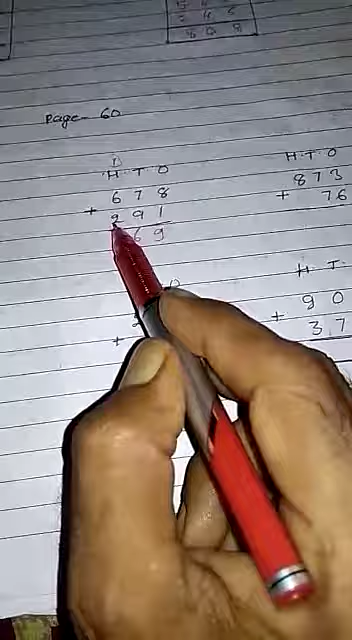 Page- 60
1
H T O
6 7 8
+ 2 9 1
6 9
H T O
8 7 3
+ 7 6
H T
9 0
+ 3 7